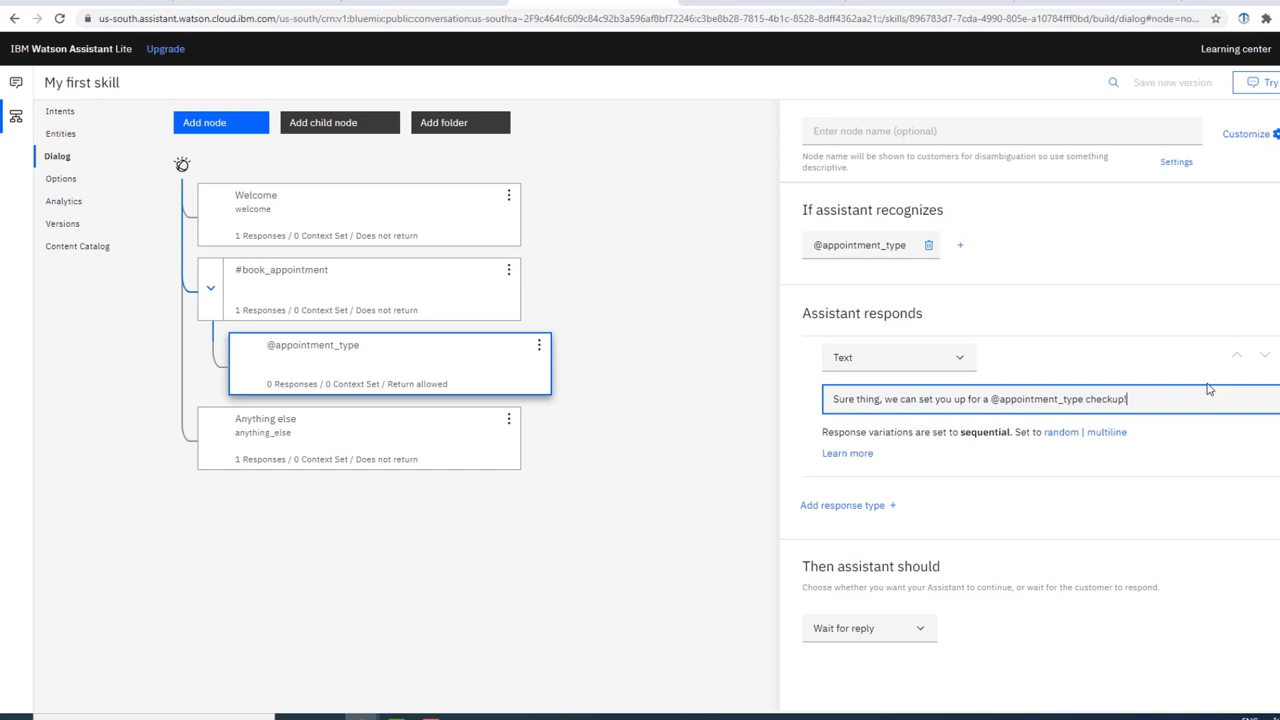 us-south.assistant.watson.cloud.ibm.com/us-south/crn:v1:bluemix:public:conversation:us-south:a~2F9c464fc609c84c92b3a596af2bebe1c5:b3be8b28-7815-4b1c-8528-8dff4362aa21::/skills/896783d7-7cda-4990-805e-a10784fff0bd/build/dialog#node=no...
IBM Watson Assistant Lite Upgrade Learning center
My first skill Save new version Try
Intents
Entities
Dialog
Options
Analytics
Versions
Content Catalog
Add node Add child node Add folder
Welcome
welcome
1 Responses / 0 Context Set / Does not return
#book_appointment
1 Responses / 0 Context Set / Does not return
@appointment_type
0 Responses / 0 Context Set / Return allowed
Anything else
anything_else
1 Responses / 0 Context Set / Does not return
Enter node name (optional) Customize
Node name will be shown to customers for disambiguation so use something
descriptive. Settings
If assistant recognizes
@appointment_type
Assistant responds
Text
Sure thing, we can set you up for a @appointment_type checkup!
Response variations are set to sequential. Set to random | multiline
Learn more
Add response type +
Then assistant should
Choose whether you want your Assistant to continue, or wait for the customer to respond.
Wait for reply